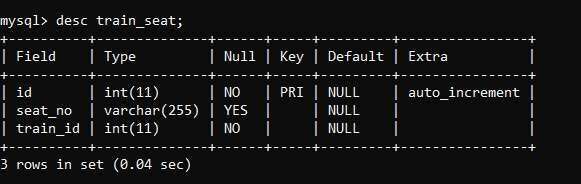 mysql> desc train_seat;
+----------+--------------+------+-----+---------+----------------+
| Field    | Type         | Null | Key | Default | Extra          |
+----------+--------------+------+-----+---------+----------------+
| id       | int(11)      | NO   | PRI | NULL    | auto_increment |
| seat_no  | varchar(255) | YES  |     | NULL    |                |
| train_id | int(11)      | NO   |     | NULL    |                |
+----------+--------------+------+-----+---------+----------------+
3 rows in set (0.04 sec)